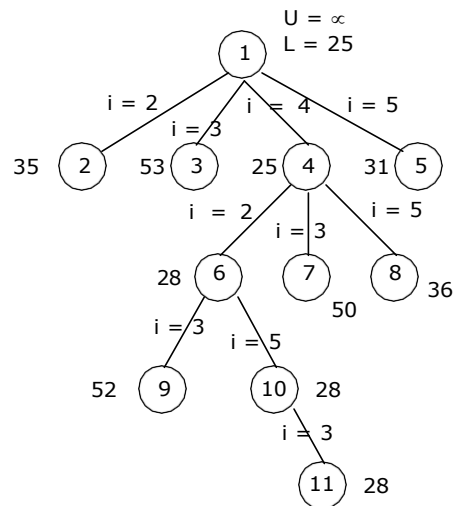 U = ∝
1
L = 25
i = 2
i = 3
i = 4
i = 5
35 2 53 3 25 4 31 5
i = 2
i = 3
i = 5
28 6 7 8 36
50
i = 3
i = 5
52 9 10 28
i = 3
11 28